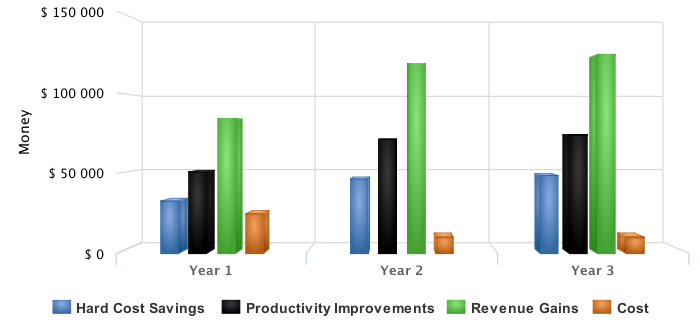 $ 150 000
$ 100 000
$ 50 000
$ 0
Money
Year 1 Year 2 Year 3
Hard Cost Savings Productivity Improvements Revenue Gains Cost